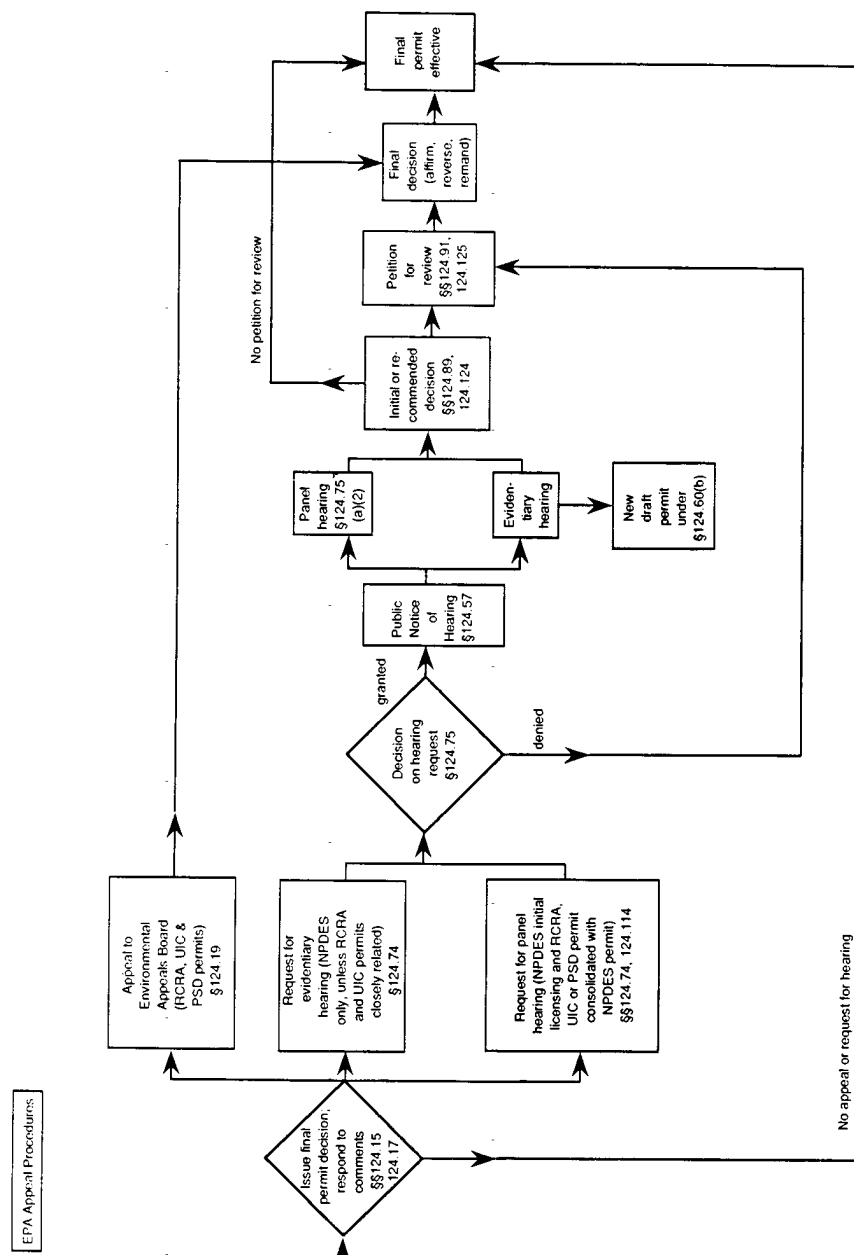 EPA Appeal Procedures
Issue final
permit decision;
respond to
comments
§§124.15
124.17
Appeal to
Environmental
Appeals Board
(RCRA, UIC &
PSD permits)
§124.19
Request for
evidentiary
hearing (NPDES
only, unless RCRA
and UIC permits
closely related)
§124.74
Request for panel
hearing (NPDES initial
licensing and RCRA,
UIC or PSD permit
consolidated with
NPDES permit)
§§124.74, 124.114
Decision
on hearing
request
§124.75
granted
denied
Public
Notice
of
Hearing
§124.57
Panel
hearing
§124.75
(a)(2)
Eviden-
tiary
hearing
New
draft
permit
under
§124.60(b)
Initial or re-
commended
decision
§§124.89,
124.124
No petition for review
Petition
for
review
§§124.91,
124.125
Final
decision
(affirm,
reverse,
remand)
Final
permit
effective
No appeal or request for hearing